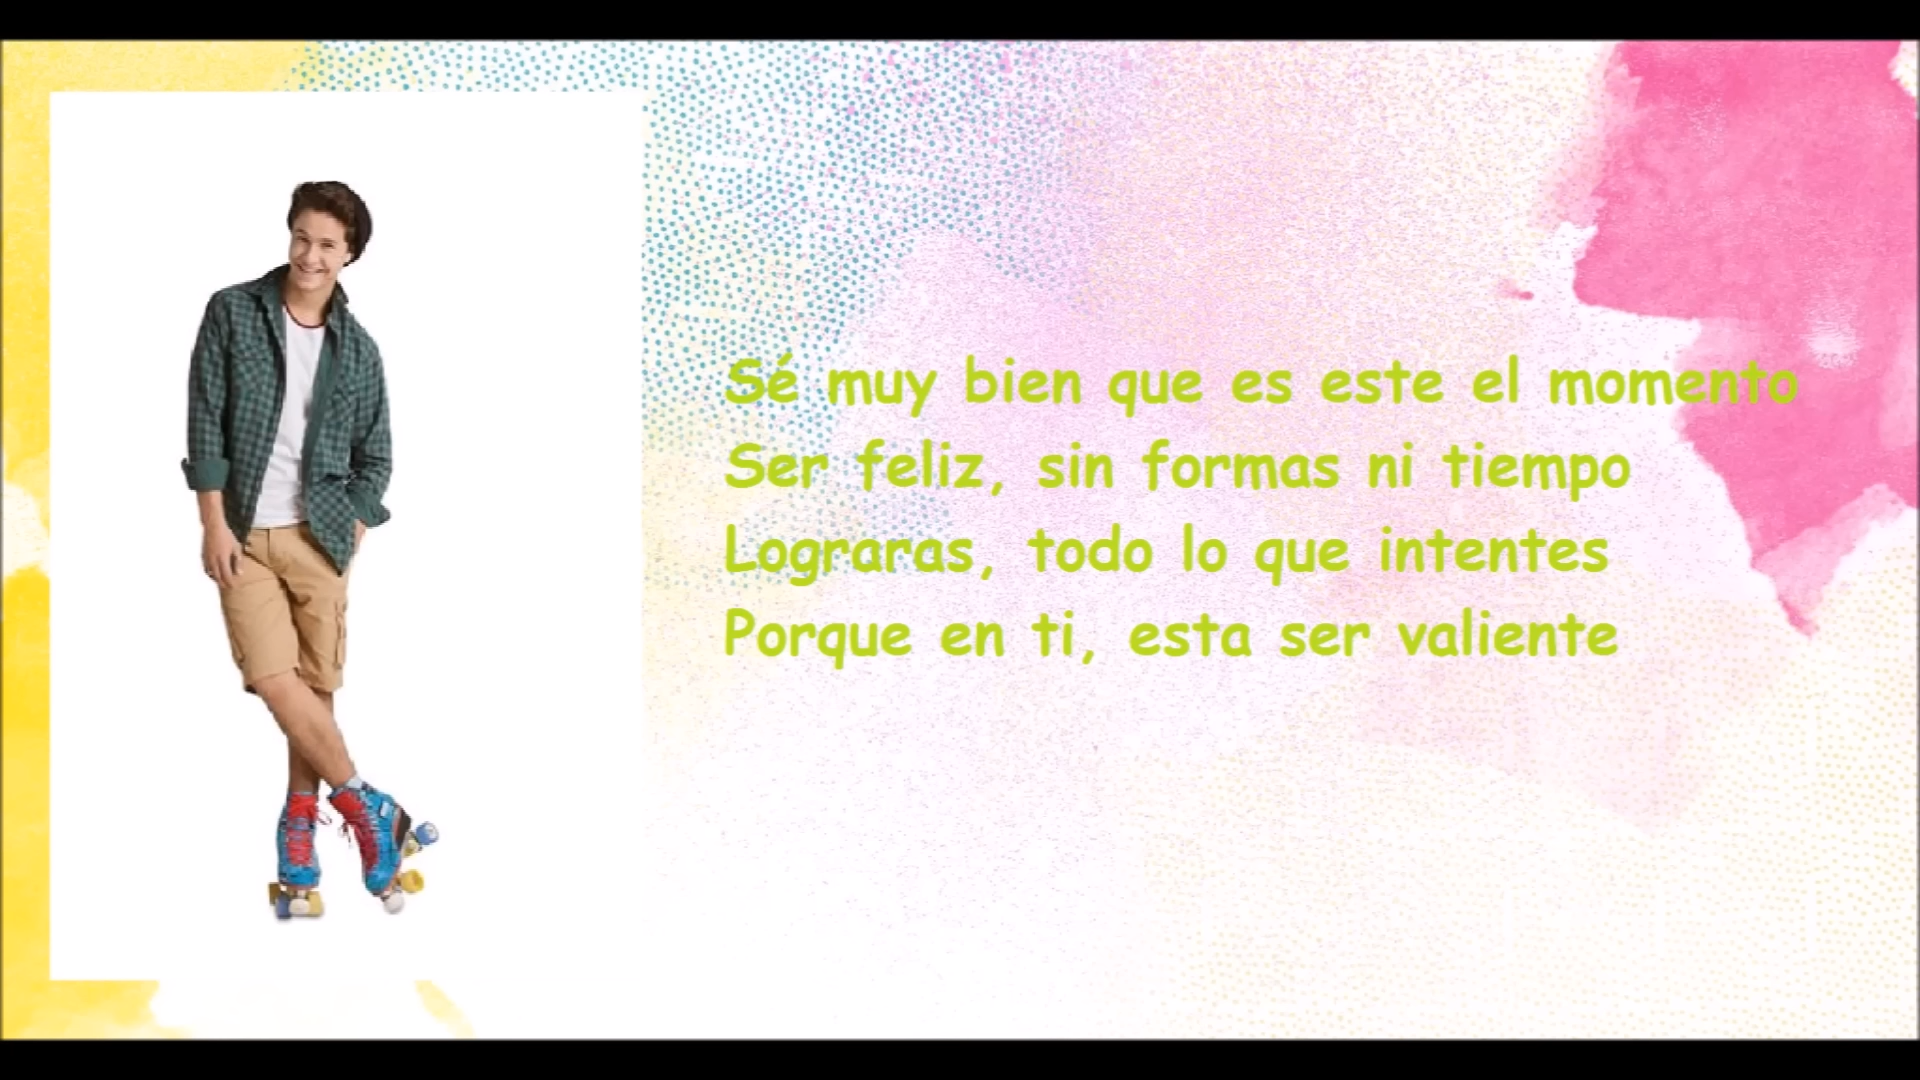 Sé muy bien que es este el momento
Ser feliz, sin formas ni tiempo
Lograras, todo lo que intentes
Porque en ti, esta ser valiente